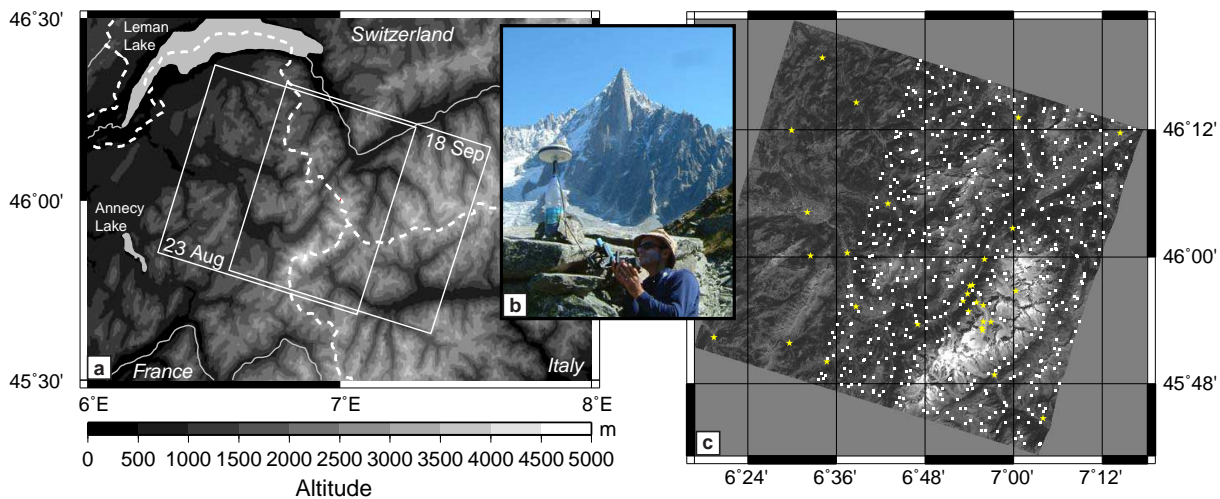 46°30'
46°00'
45°30'
6°E
7°E
8°E
Leman
Lake
Switzerland
18 Sep
Annecy
Lake
23 Aug
a
France
Italy
m
0 500 1000 1500 2000 2500 3000 3500 4000 4500 5000
Altitude
b
46°12'
46°00'
45°48'
c
6°24' 6°36' 6°48' 7°00' 7°12'